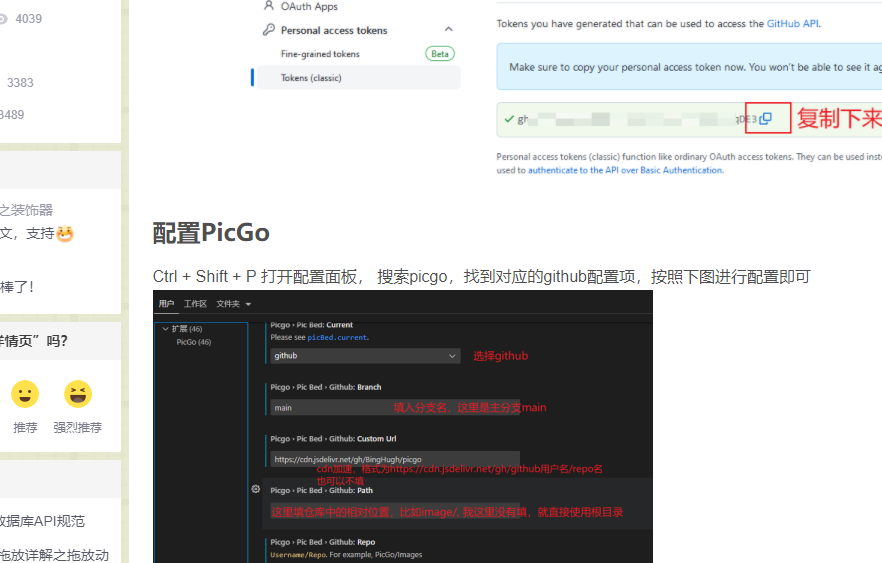 4039
3383
3489
之装饰器
文，支持
棒了！
详情页”吗？
推荐 强烈推荐
数据库API规范
拖放详解之拖放动
OAuth Apps
Personal access tokens
Fine-grained tokens Beta
Tokens (classic)
Tokens you have generated that can be used to access the GitHub API.
Make sure to copy your personal access token now. You won’t be able to see it ag
复制下来
Personal access tokens (classic) function like ordinary OAuth access tokens. They can be used inste
used to authenticate to the API over Basic Authentication.
配置PicGo
Ctrl + Shift + P 打开配置面板， 搜索picgo，找到对应的github配置项，按照下图进行配置即可
用户 工作区 文件夹
扩展 (46)
PicGo (46)
Picgo › Pic Bed: Current
Please see picBed.current.
github 选择github
Picgo › Pic Bed › Github: Branch
main 填入分支名，这里是主分支main
Picgo › Pic Bed › Github: Custom Url
https://cdn.jsdelivr.net/gh/BingHugh/picgo
cdn加速，格式为https://cdn.jsdelivr.net/gh/github用户名/repo名
也可以不填
Picgo › Pic Bed › Github: Path
这里填仓库中的相对位置，比如image/, 我这里没有填，就直接使用根目录
Picgo › Pic Bed › Github: Repo
Username/Repo. For example, PicGo/Images